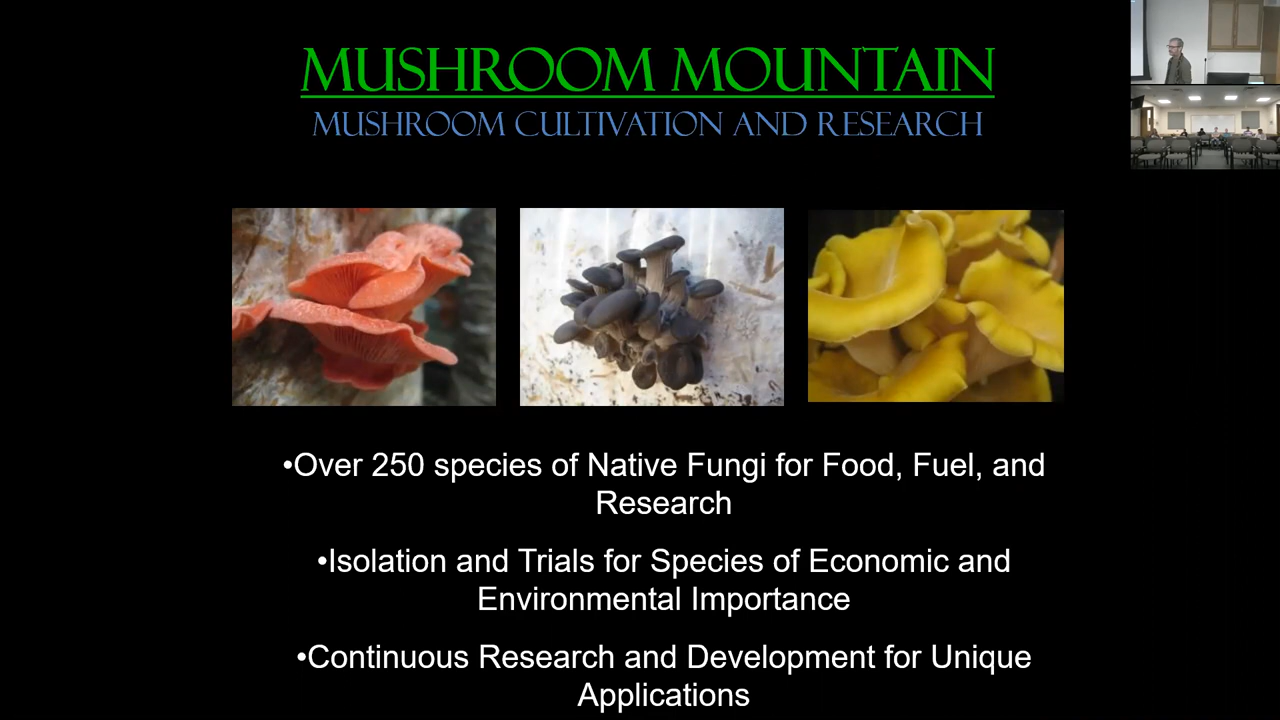 MUSHROOM MOUNTAIN
MUSHROOM CULTIVATION AND RESEARCH
•Over 250 species of Native Fungi for Food, Fuel, and
Research
•Isolation and Trials for Species of Economic and
Environmental Importance
•Continuous Research and Development for Unique
Applications